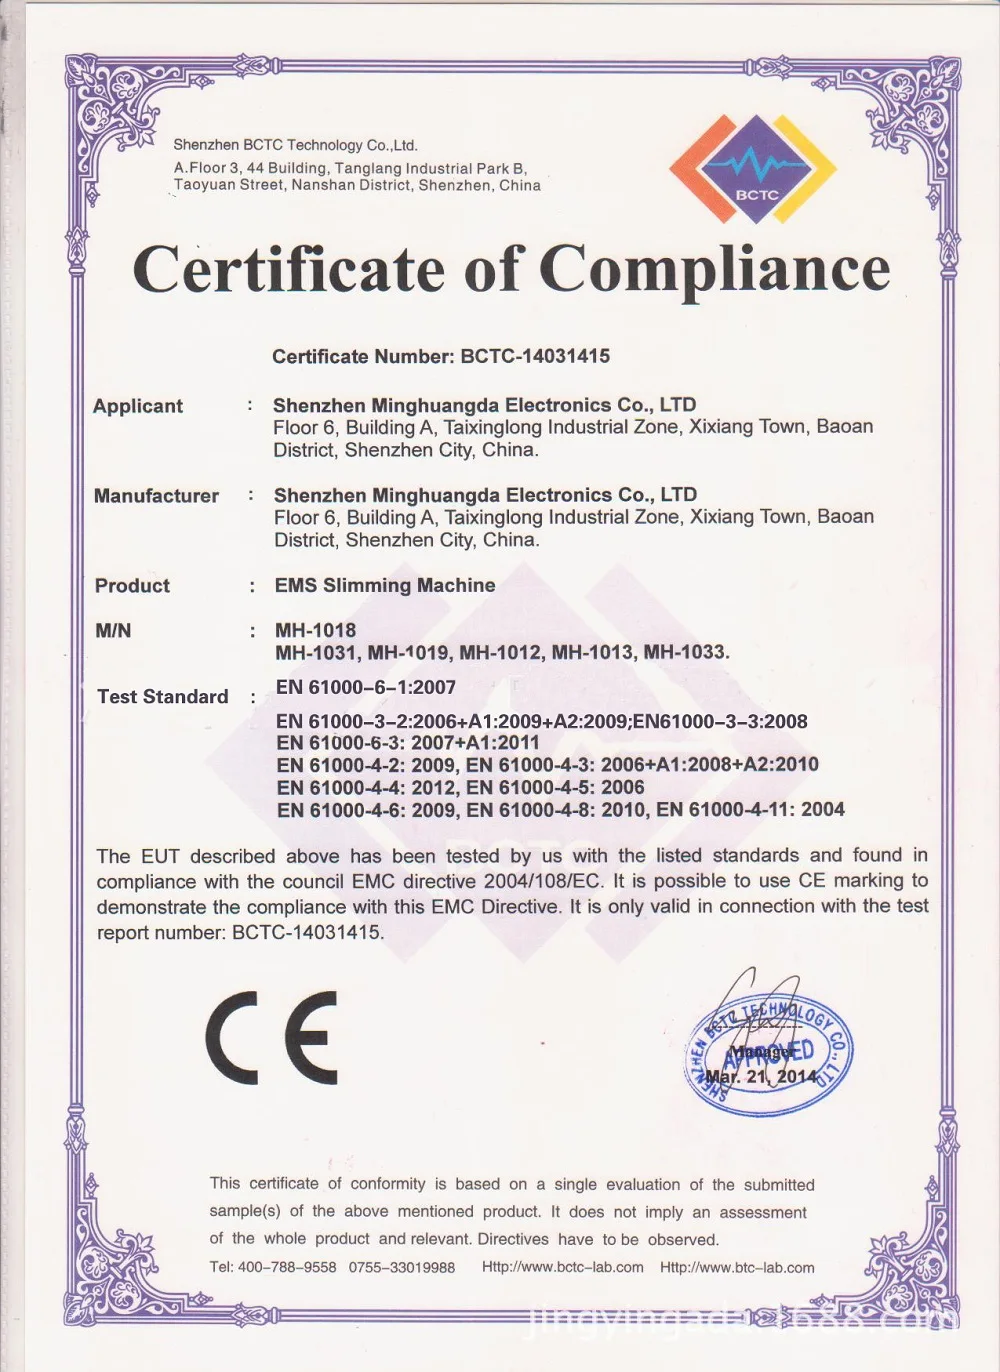 Shenzhen BCTC Technology Co.,Ltd.
A.Floor 3, 44 Building, Tanglang Industrial Park B,
Taoyuan Street, Nanshan District, Shenzhen, China
BCTC
Certificate of Compliance
Certificate Number: BCTC-14031415
Applicant : Shenzhen Minghuangda Electronics Co., LTD
Floor 6, Building A, Taixinglong Industrial Zone, Xixiang Town, Baoan
District, Shenzhen City, China.
Manufacturer : Shenzhen Minghuangda Electronics Co., LTD
Floor 6, Building A, Taixinglong Industrial Zone, Xixiang Town, Baoan
District, Shenzhen City, China.
Product : EMS Slimming Machine
M/N : MH-1018
MH-1031, MH-1019, MH-1012, MH-1013, MH-1033.
Test Standard : EN 61000-6-1:2007
EN 61000-3-2:2006+A1:2009+A2:2009;EN61000-3-3:2008
EN 61000-6-3: 2007+A1:2011
EN 61000-4-2: 2009, EN 61000-4-3: 2006+A1:2008+A2:2010
EN 61000-4-4: 2012, EN 61000-4-5: 2006
EN 61000-4-6: 2009, EN 61000-4-8: 2010, EN 61000-4-11: 2004
BCTC
The EUT described above has been tested by us with the listed standards and found in
compliance with the council EMC directive 2004/108/EC. It is possible to use CE marking to
demonstrate the compliance with this EMC Directive. It is only valid in connection with the test
report number: BCTC-14031415.
CE
SHENZHEN BCTC TECHNOLOGY CO., LTD
Manager
APPROVED
Mar. 21, 2014
This certificate of conformity is based on a single evaluation of the submitted
sample(s) of the above mentioned product. It does not imply an assessment
of the whole product and relevant. Directives have to be observed.
Tel: 400-788-9558 0755-33019988 Http://www.bctc-lab.com Http://www.btc-lab.com